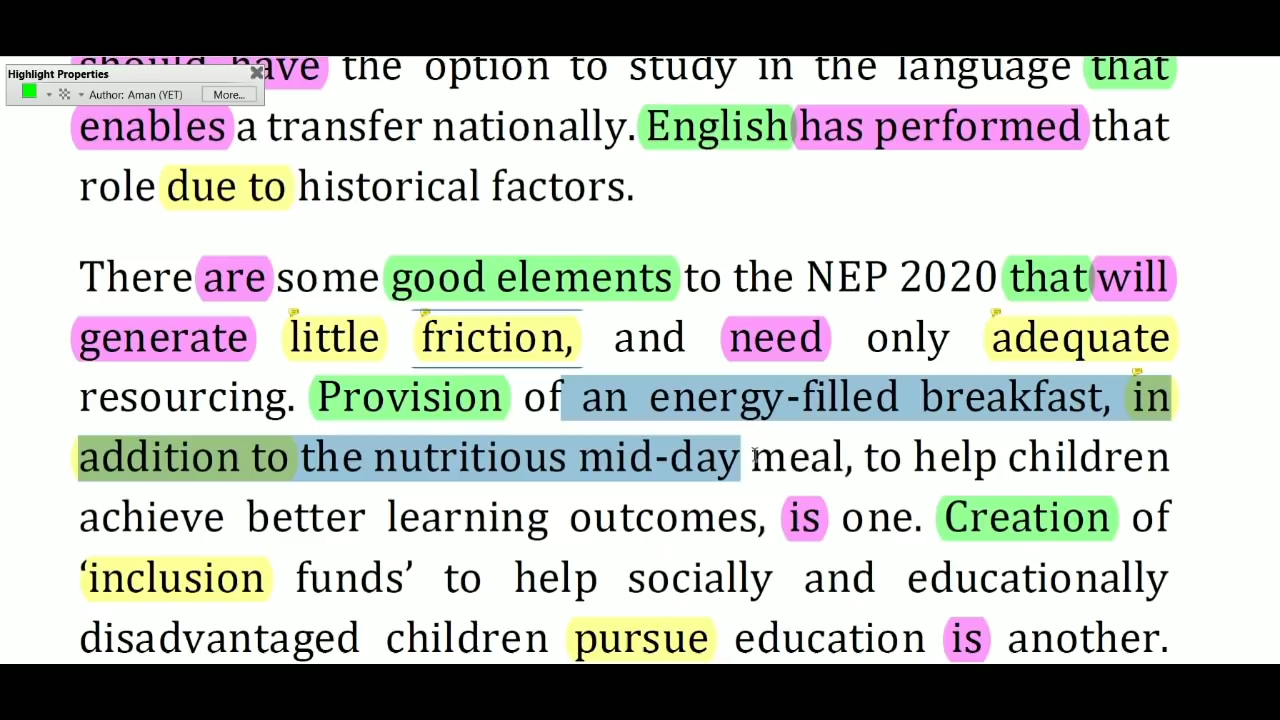 should have the option to study in the language that
Highlight Properties
Author: Aman (YET) More...
enables a transfer nationally. English has performed that
role due to historical factors.
There are some good elements to the NEP 2020 that will
generate little friction, and need only adequate
resourcing. Provision of an energy-filled breakfast, in
addition to the nutritious mid-day meal, to help children
achieve better learning outcomes, is one. Creation of
‘inclusion funds’ to help socially and educationally
disadvantaged children pursue education is another.